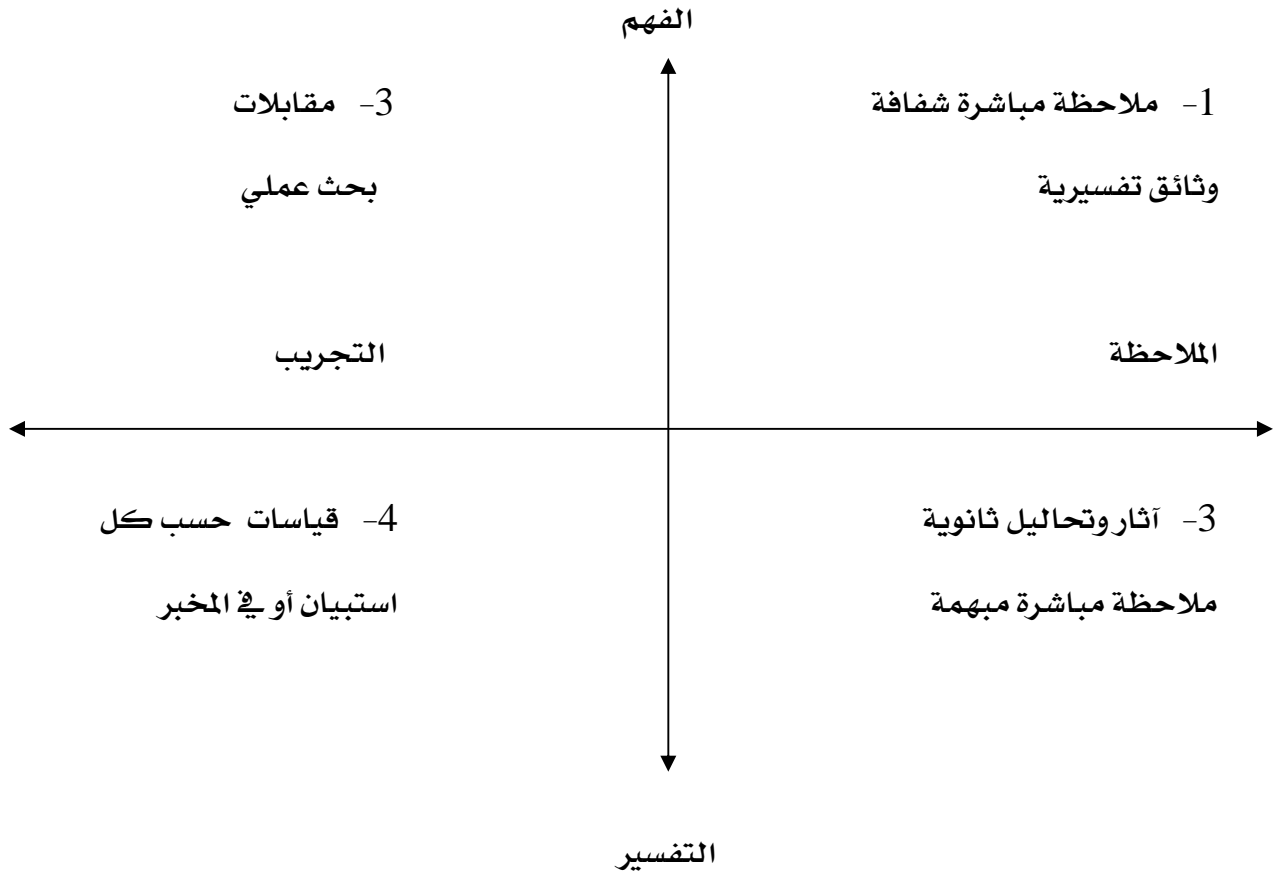 الفهم
1- ملاحظة مباشرة شفافة
3- مقابلات
وثائق تفسيرية
بحث عملي
الملاحظة
التجريب
3- آثار وتحاليل ثانوية
4- قياسات حسب كل
ملاحظة مباشرة مبهمة
استبيان أو في المخبر
التفسير